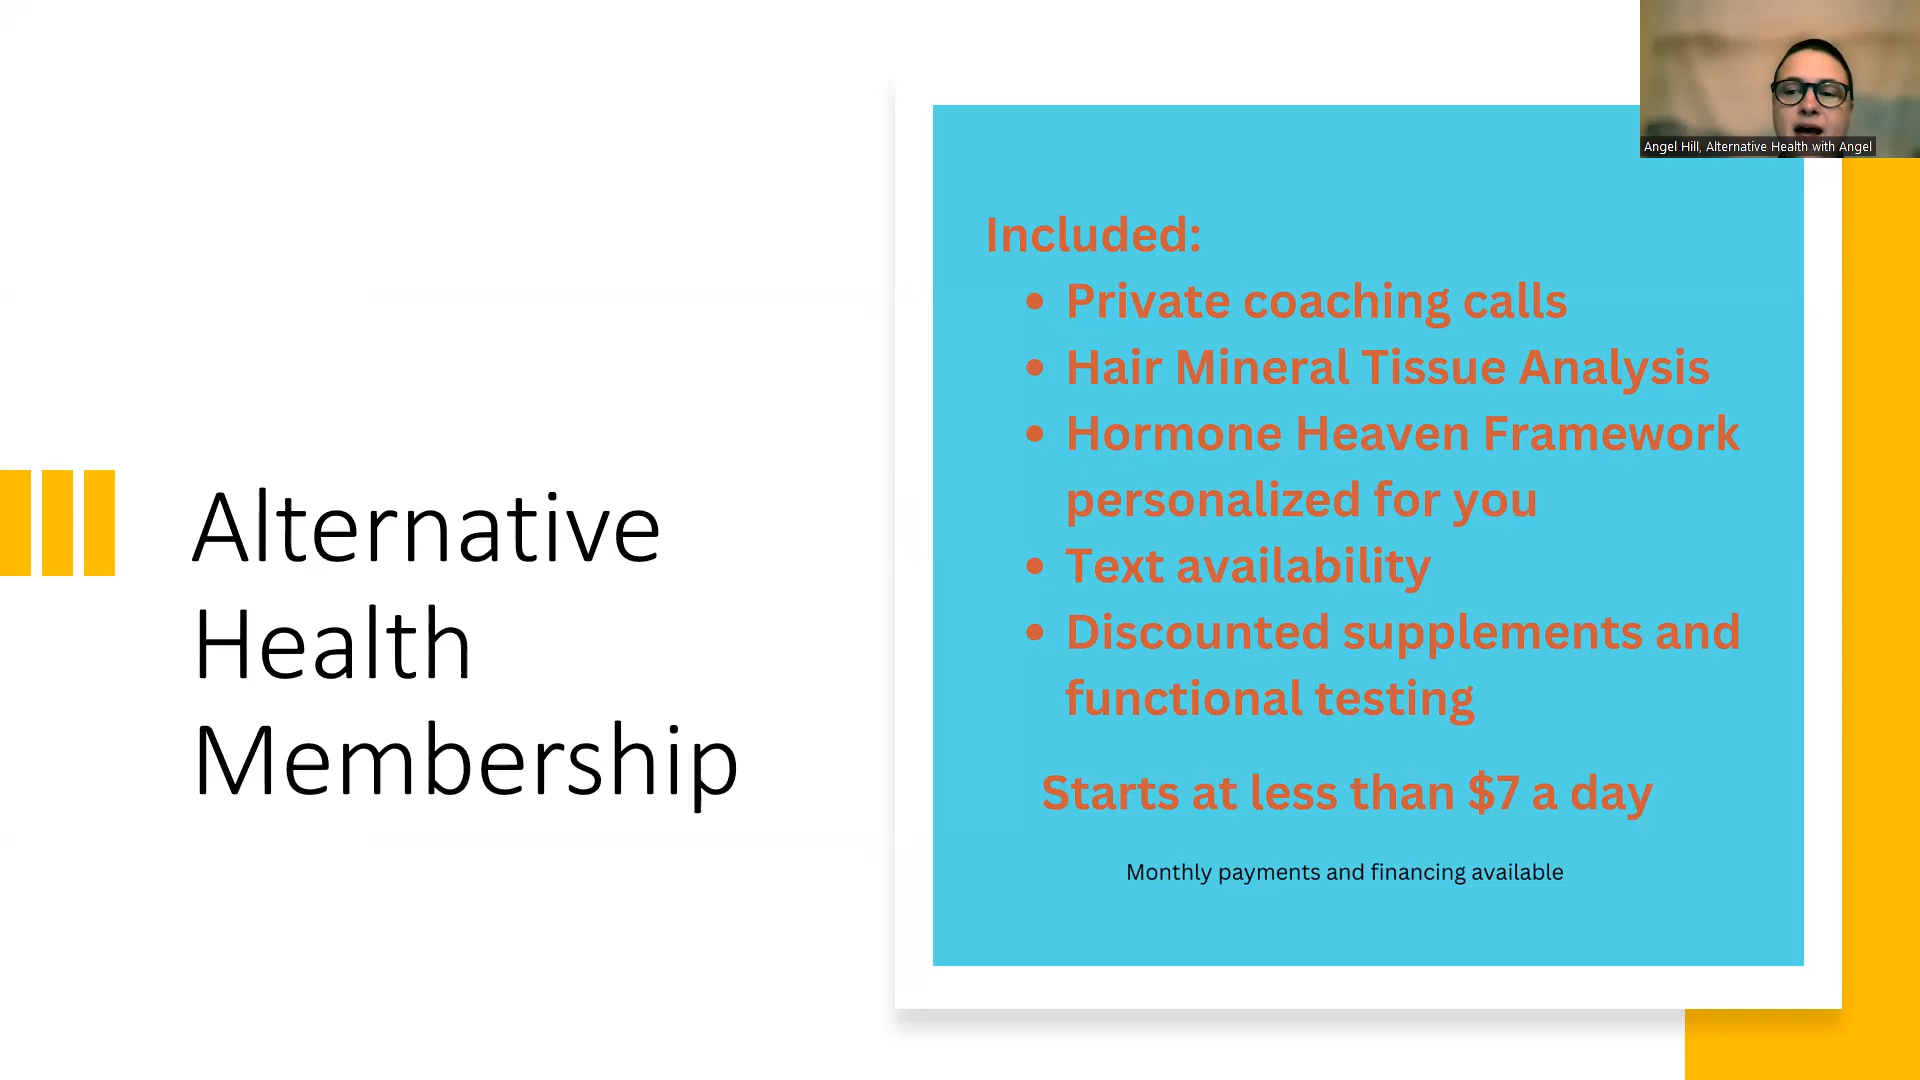 Angel Hill, Alternative Health with Angel
Alternative
Health
Membership
Included:
• Private coaching calls
• Hair Mineral Tissue Analysis
• Hormone Heaven Framework
personalized for you
• Text availability
• Discounted supplements and
functional testing
Starts at less than $7 a day
Monthly payments and financing available